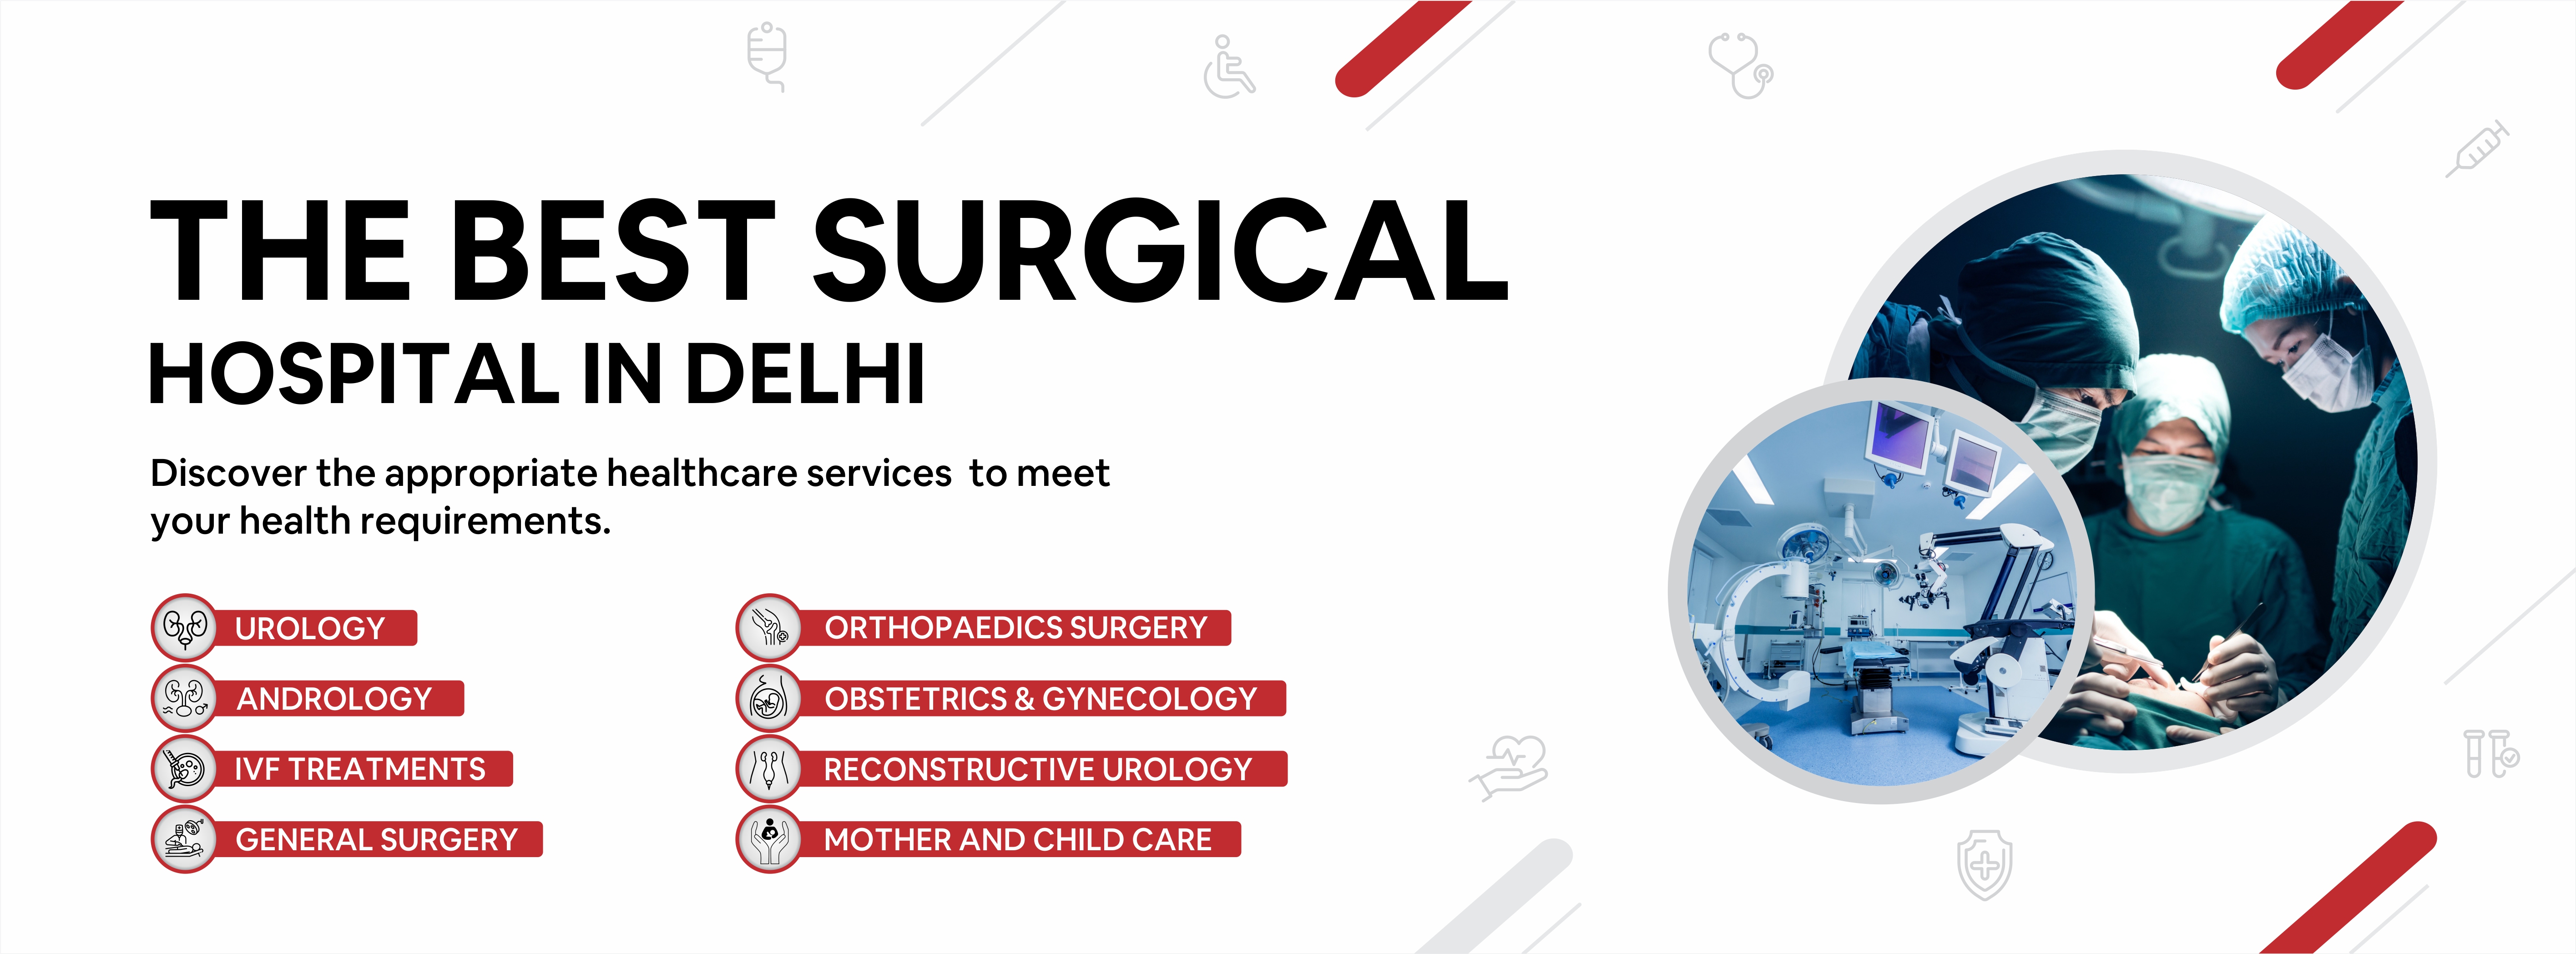 THE BEST SURGICAL
HOSPITAL IN DELHI
Discover the appropriate healthcare services  to meet
your health requirements.
UROLOGY
ANDROLOGY
IVF TREATMENTS
GENERAL SURGERY
ORTHOPAEDICS SURGERY
OBSTETRICS & GYNECOLOGY
RECONSTRUCTIVE UROLOGY
MOTHER AND CHILD CARE